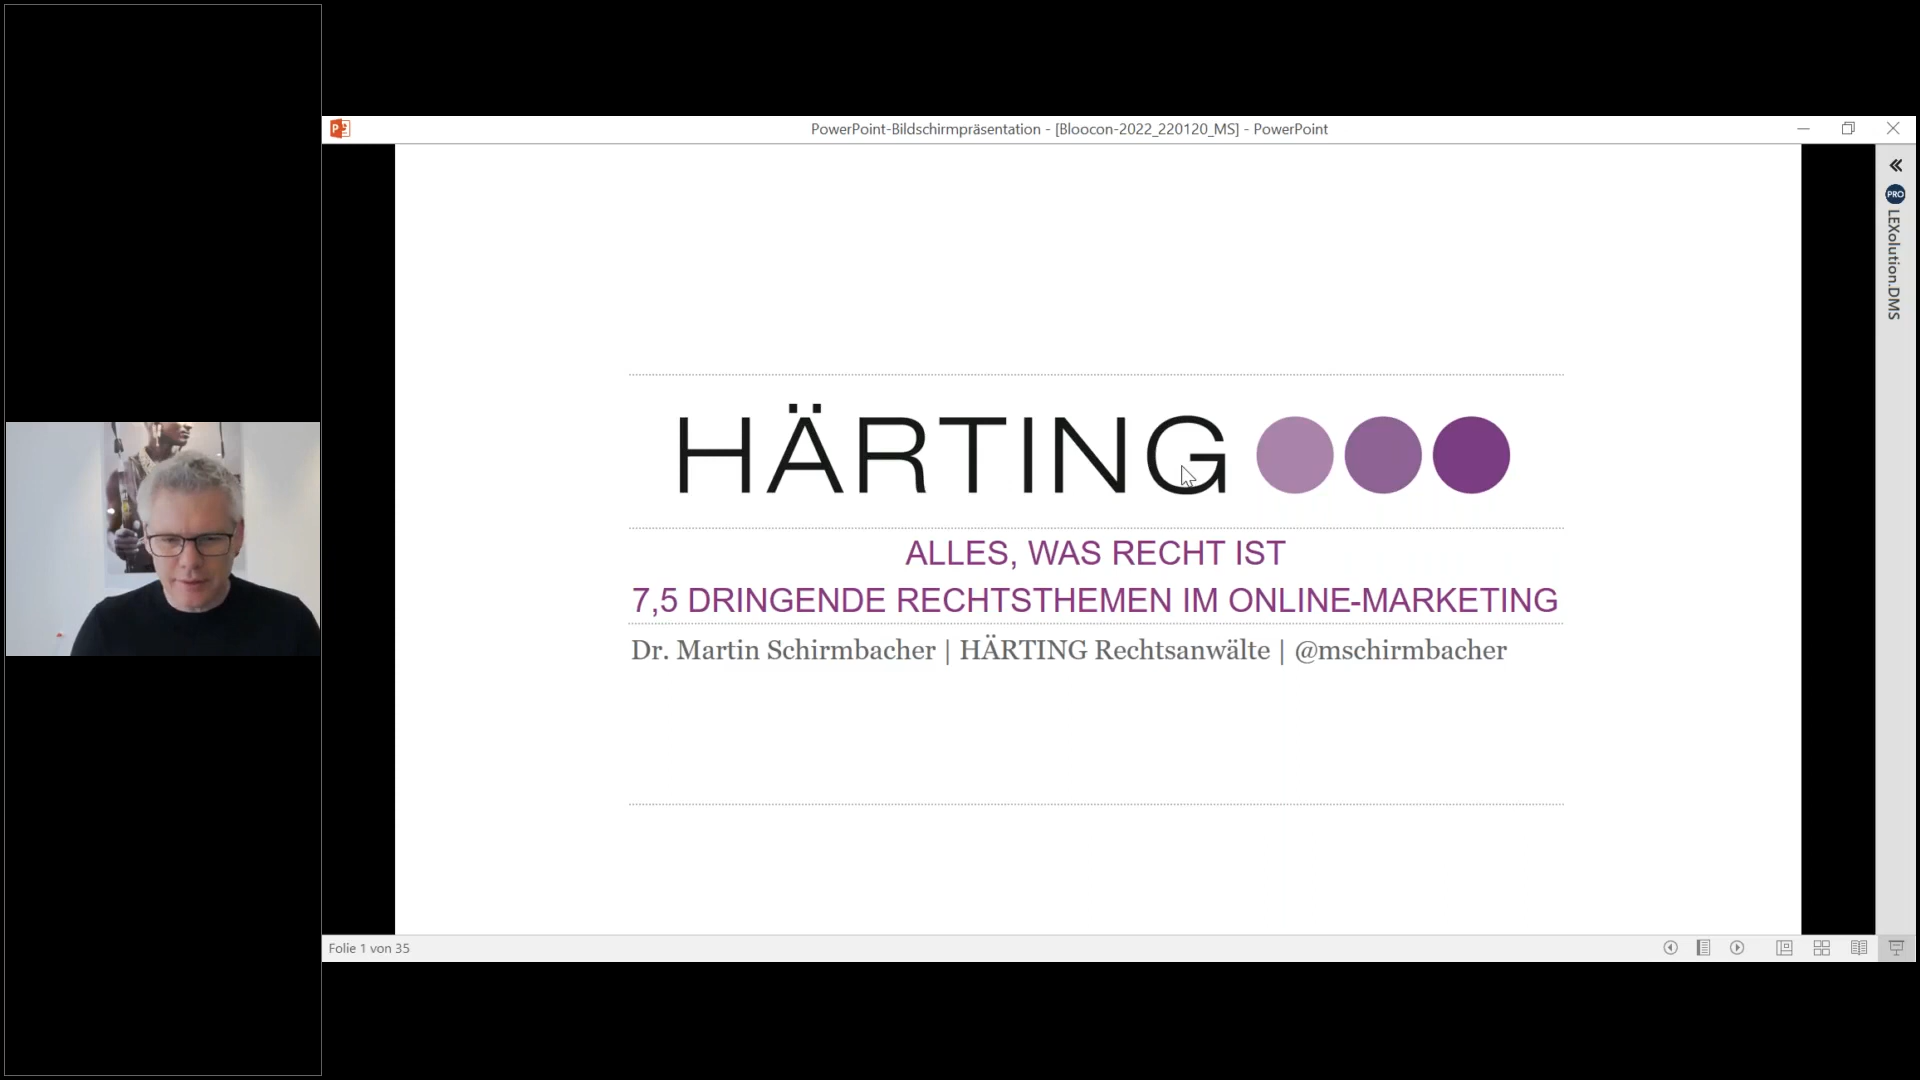 PowerPoint-Bildschirmpräsentation - [Bloocon-2022_220120_MS] - PowerPoint
PRO
LEXolution.DMS
HÄRTING
ALLES, WAS RECHT IST
7,5 DRINGENDE RECHTSTHEMEN IM ONLINE-MARKETING
Dr. Martin Schirmbacher | HÄRTING Rechtsanwälte | @mschirmbacher
Folie 1 von 35